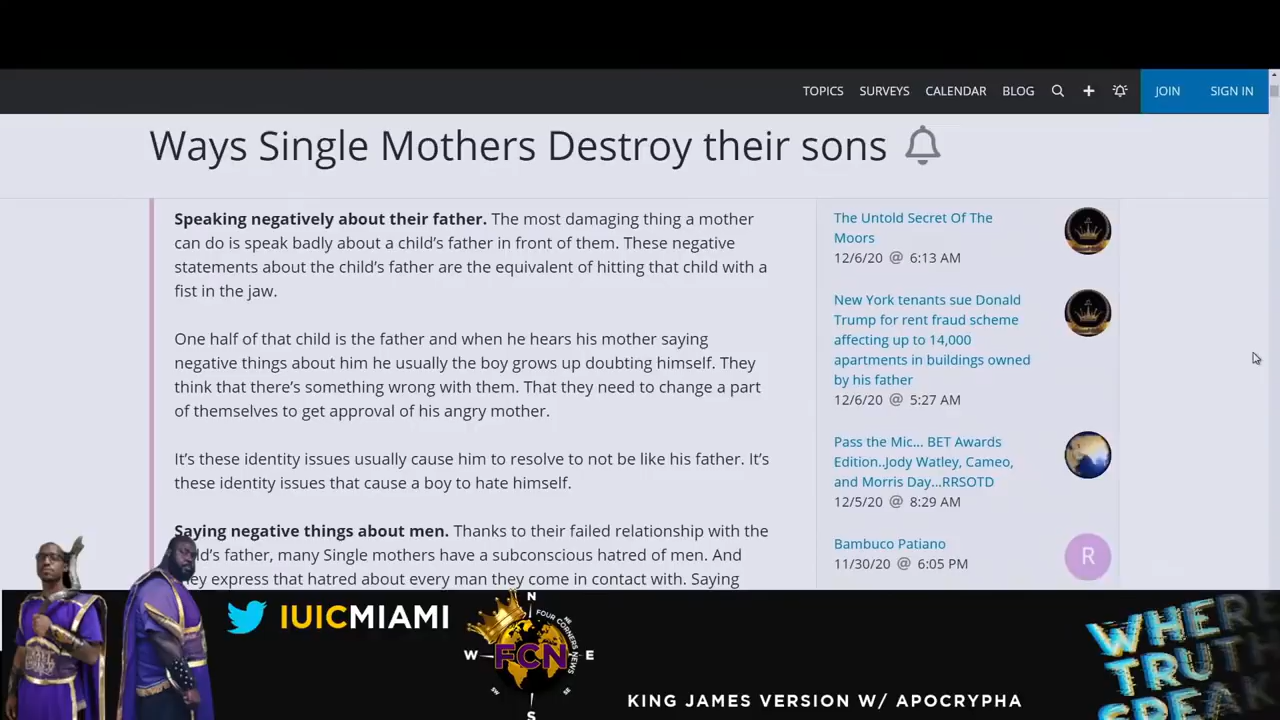 TOPICS SURVEYS CALENDAR BLOG JOIN SIGN IN
Ways Single Mothers Destroy their sons
Speaking negatively about their father. The most damaging thing a mother
can do is speak badly about a child’s father in front of them. These negative
statements about the child’s father are the equivalent of hitting that child with a
fist in the jaw.
One half of that child is the father and when he hears his mother saying
negative things about him he usually the boy grows up doubting himself. They
think that there’s something wrong with them. That they need to change a part
of themselves to get approval of his angry mother.
It’s these identity issues usually cause him to resolve to not be like his father. It’s
these identity issues that cause a boy to hate himself.
Saying negative things about men. Thanks to their failed relationship with the
father, many Single mothers have a subconscious hatred of men. And
they express that hatred about every man they come in contact with. Saying
The Untold Secret Of The
Moors
12/6/20 @ 6:13 AM
New York tenants sue Donald
Trump for rent fraud scheme
affecting up to 14,000
apartments in buildings owned
by his father
12/6/20 @ 5:27 AM
Pass the Mic... BET Awards
Edition..Jody Watley, Cameo,
and Morris Day...RRSOTD
12/5/20 @ 8:29 AM
Bambuco Patiano
11/30/20 @ 6:05 PM
R
IUICMIAMI
N
FOUR CORNERS NEWS
NE
W FCN E
SW SE
S
KING JAMES VERSION W/ APOCRYPHA
WHERE
TRUTH
SPEAK